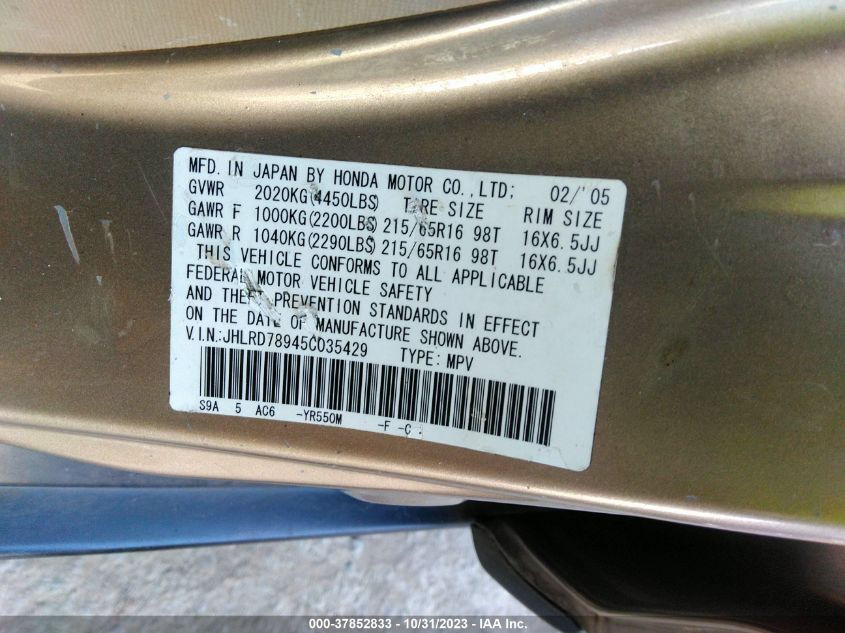 MFD. IN JAPAN BY HONDA MOTOR CO., LTD; 02/'05
GVWR 2020KG(4450LBS) TIRE SIZE RIM SIZE
GAWR F 1000KG(2200LBS) 215/65R16 98T 16X6.5JJ
GAWR R 1040KG(2290LBS) 215/65R16 98T 16X6.5JJ
THIS VEHICLE CONFORMS TO ALL APPLICABLE
FEDERAL MOTOR VEHICLE SAFETY
AND THEFT PREVENTION STANDARDS IN EFFECT
ON THE DATE OF MANUFACTURE SHOWN ABOVE.
V.I.N.:JHLRD78945C035429 TYPE: MPV
S9A 5 AC6 -YR550M -F -C
000-37852833 - 10/31/2023 - IAA, Inc.